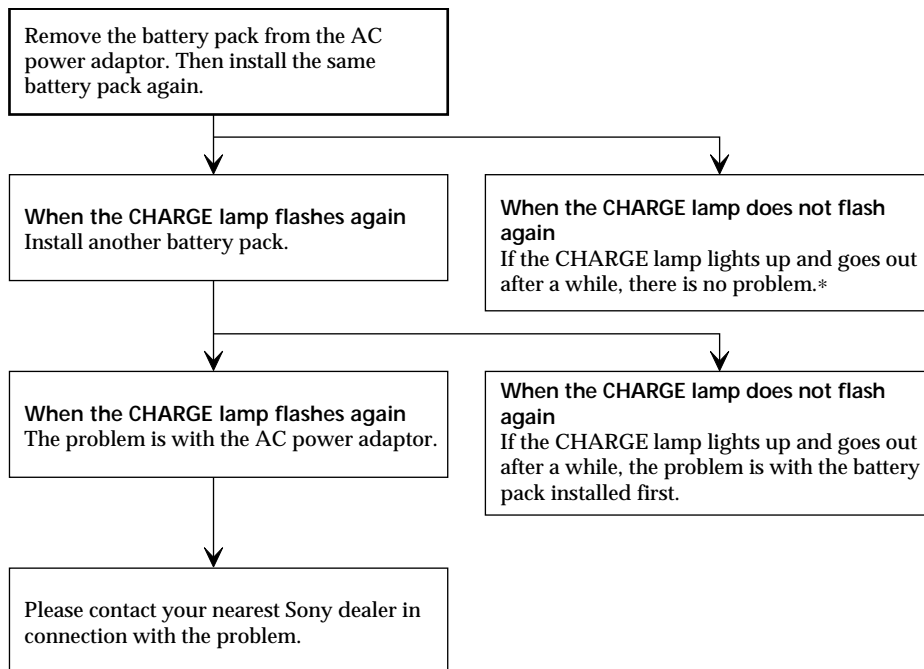 Remove the battery pack from the AC
power adaptor. Then install the same
battery pack again.
When the CHARGE lamp flashes again
Install another battery pack.
When the CHARGE lamp does not flash
again
If the CHARGE lamp lights up and goes out
after a while, there is no problem.*
When the CHARGE lamp flashes again
The problem is with the AC power adaptor.
When the CHARGE lamp does not flash
again
If the CHARGE lamp lights up and goes out
after a while, the problem is with the battery
pack installed first.
Please contact your nearest Sony dealer in
connection with the problem.